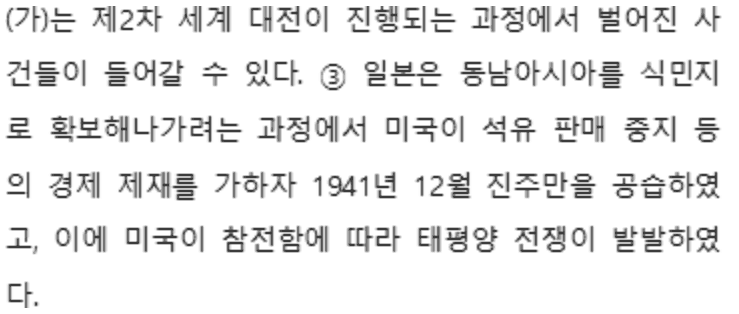 (가)는 제2차 세계 대전이 진행되는 과정에서 벌어진 사
건들이 들어갈 수 있다. ③ 일본은 동남아시아를 식민지
로 확보해나가려는 과정에서 미국이 석유 판매 중지 등
의 경제 제재를 가하자 1941년 12월 진주만을 공습하였
고, 이에 미국이 참전함에 따라 태평양 전쟁이 발발하였
다.